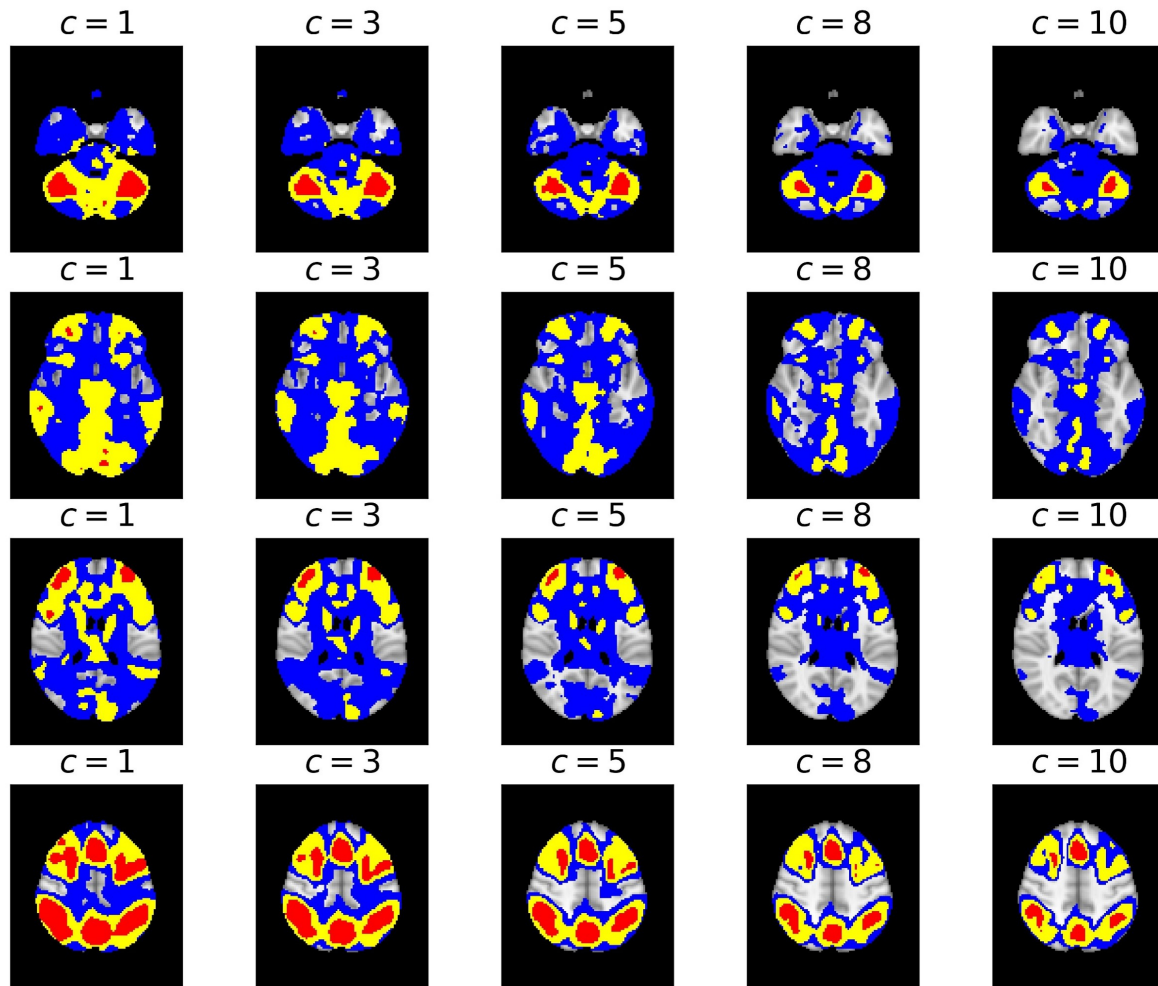 c = 1 c = 3 c = 5 c = 8 c = 10
c = 1 c = 3 c = 5 c = 8 c = 10
c = 1 c = 3 c = 5 c = 8 c = 10
c = 1 c = 3 c = 5 c = 8 c = 10